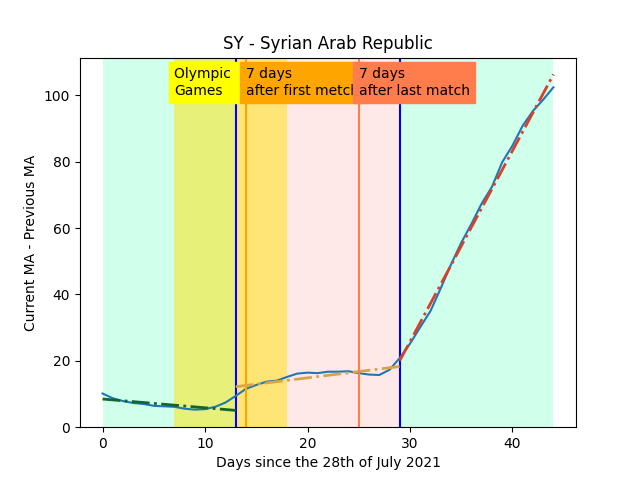 SY - Syrian Arab Republic
Olympic
Games
7 days
after first
7 days
after last match
Current MA - Previous MA
100
80
60
40
20
0
0
10
20
30
40
Days since the 28th of July 2021